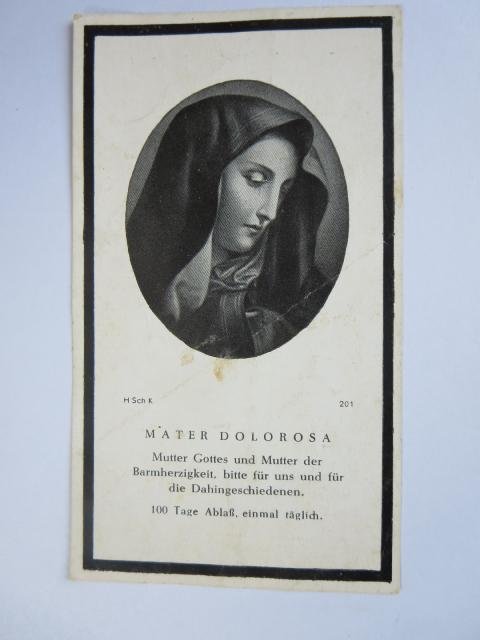 H Sch K 201
MATER DOLOROSA
Mutter Gottes und Mutter der
Barmherzigkeit, bitte für uns und für
die Dahingeschiedenen.
100 Tage Ablaß, einmal täglich.